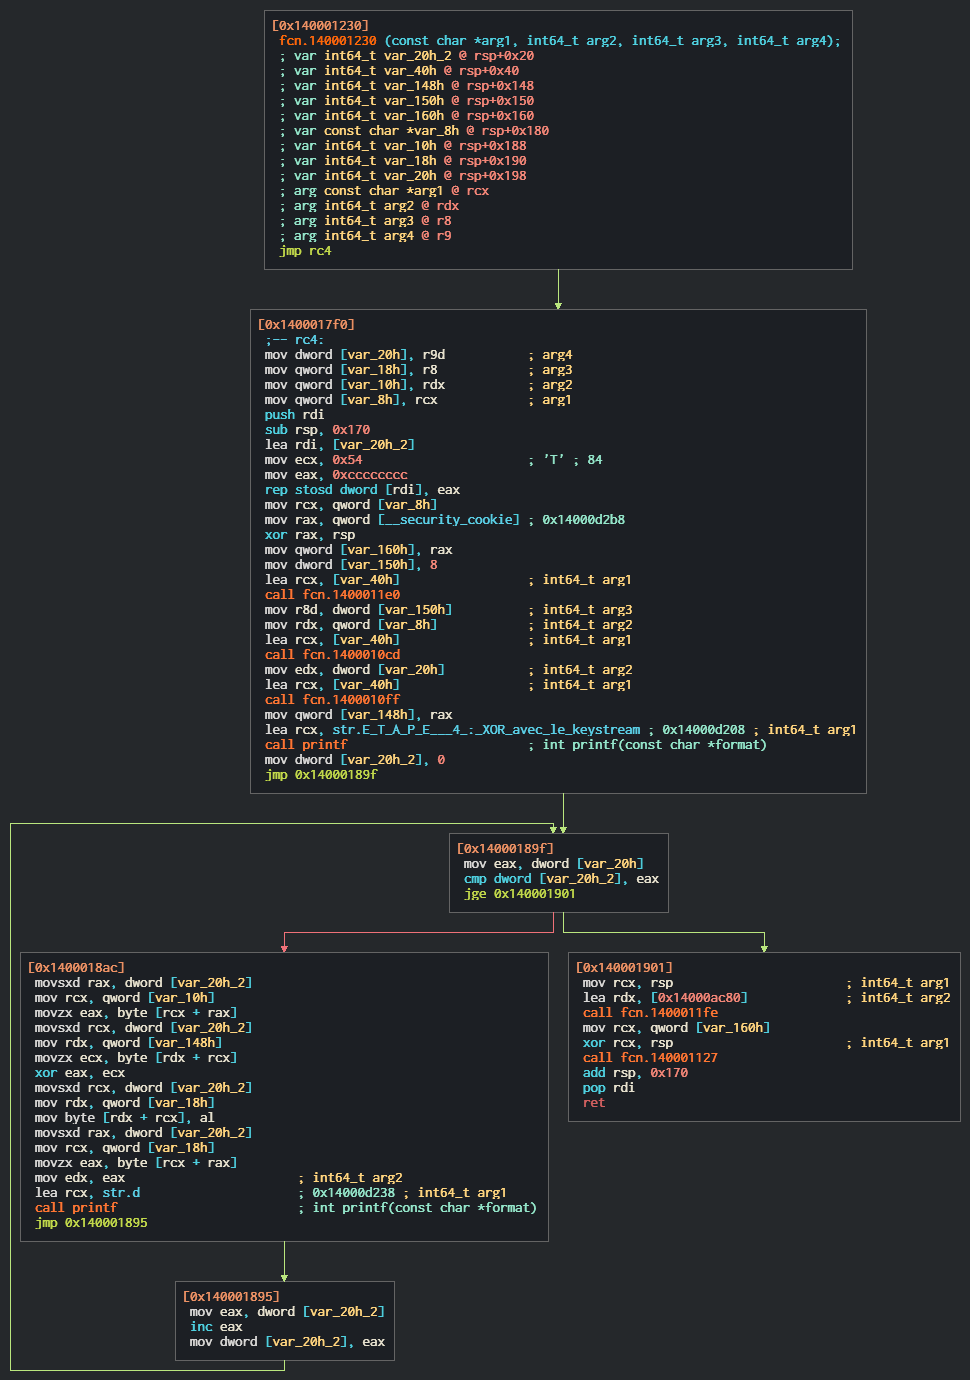 [0x140001230]
fcn.140001230 (const char *arg1, int64_t arg2, int64_t arg3, int64_t arg4);
; var int64_t var_20h_2 @ rsp+0x20
; var int64_t var_40h @ rsp+0x40
; var int64_t var_148h @ rsp+0x148
; var int64_t var_150h @ rsp+0x150
; var int64_t var_160h @ rsp+0x160
; var const char *var_8h @ rsp+0x180
; var int64_t var_10h @ rsp+0x188
; var int64_t var_18h @ rsp+0x190
; var int64_t var_20h @ rsp+0x198
; arg const char *arg1 @ rcx
; arg int64_t arg2 @ rdx
; arg int64_t arg3 @ r8
; arg int64_t arg4 @ r9
jmp rc4
[0x1400017f0]
;-- rc4:
mov dword [var_20h], r9d ; arg4
mov qword [var_18h], r8 ; arg3
mov qword [var_10h], rdx ; arg2
mov qword [var_8h], rcx ; arg1
push rdi
sub rsp, 0x170
lea rdi, [var_20h_2]
mov ecx, 0x54 ; 'T' ; 84
mov eax, 0xcccccccc
rep stosd dword [rdi], eax
mov rcx, qword [var_8h]
mov rax, qword [__security_cookie] ; 0x14000d2b8
xor rax, rsp
mov qword [var_160h], rax
mov dword [var_150h], 8
lea rcx, [var_40h] ; int64_t arg1
call fcn.1400011e0
mov r8d, dword [var_150h] ; int64_t arg3
mov rdx, qword [var_8h] ; int64_t arg2
lea rcx, [var_40h] ; int64_t arg1
call fcn.1400010cd
mov edx, dword [var_20h] ; int64_t arg2
lea rcx, [var_40h] ; int64_t arg1
call fcn.1400010ff
mov qword [var_148h], rax
lea rcx, str.E_T_A_P_E___4_:_XOR_avec_le_keystream ; 0x14000d208 ; int64_t arg1
call printf ; int printf(const char *format)
mov dword [var_20h_2], 0
jmp 0x14000189f
[0x14000189f]
mov eax, dword [var_20h]
cmp dword [var_20h_2], eax
jge 0x140001901
[0x1400018ac]
movsxd rax, dword [var_20h_2]
mov rcx, qword [var_10h]
movzx eax, byte [rcx + rax]
movsxd rcx, dword [var_20h_2]
mov rdx, qword [var_148h]
movzx ecx, byte [rdx + rcx]
xor eax, ecx
movsxd rcx, dword [var_20h_2]
mov rdx, qword [var_18h]
mov byte [rdx + rcx], al
movsxd rax, dword [var_20h_2]
mov rcx, qword [var_18h]
movzx eax, byte [rcx + rax]
mov edx, eax ; int64_t arg2
lea rcx, str.d ; 0x14000d238 ; int64_t arg1
call printf ; int printf(const char *format)
jmp 0x140001895
[0x140001901]
mov rcx, rsp ; int64_t arg1
lea rdx, [0x14000ac80] ; int64_t arg2
call fcn.1400011fe
mov rcx, qword [var_160h]
xor rcx, rsp ; int64_t arg1
call fcn.140001127
add rsp, 0x170
pop rdi
ret
[0x140001895]
mov eax, dword [var_20h_2]
inc eax
mov dword [var_20h_2], eax